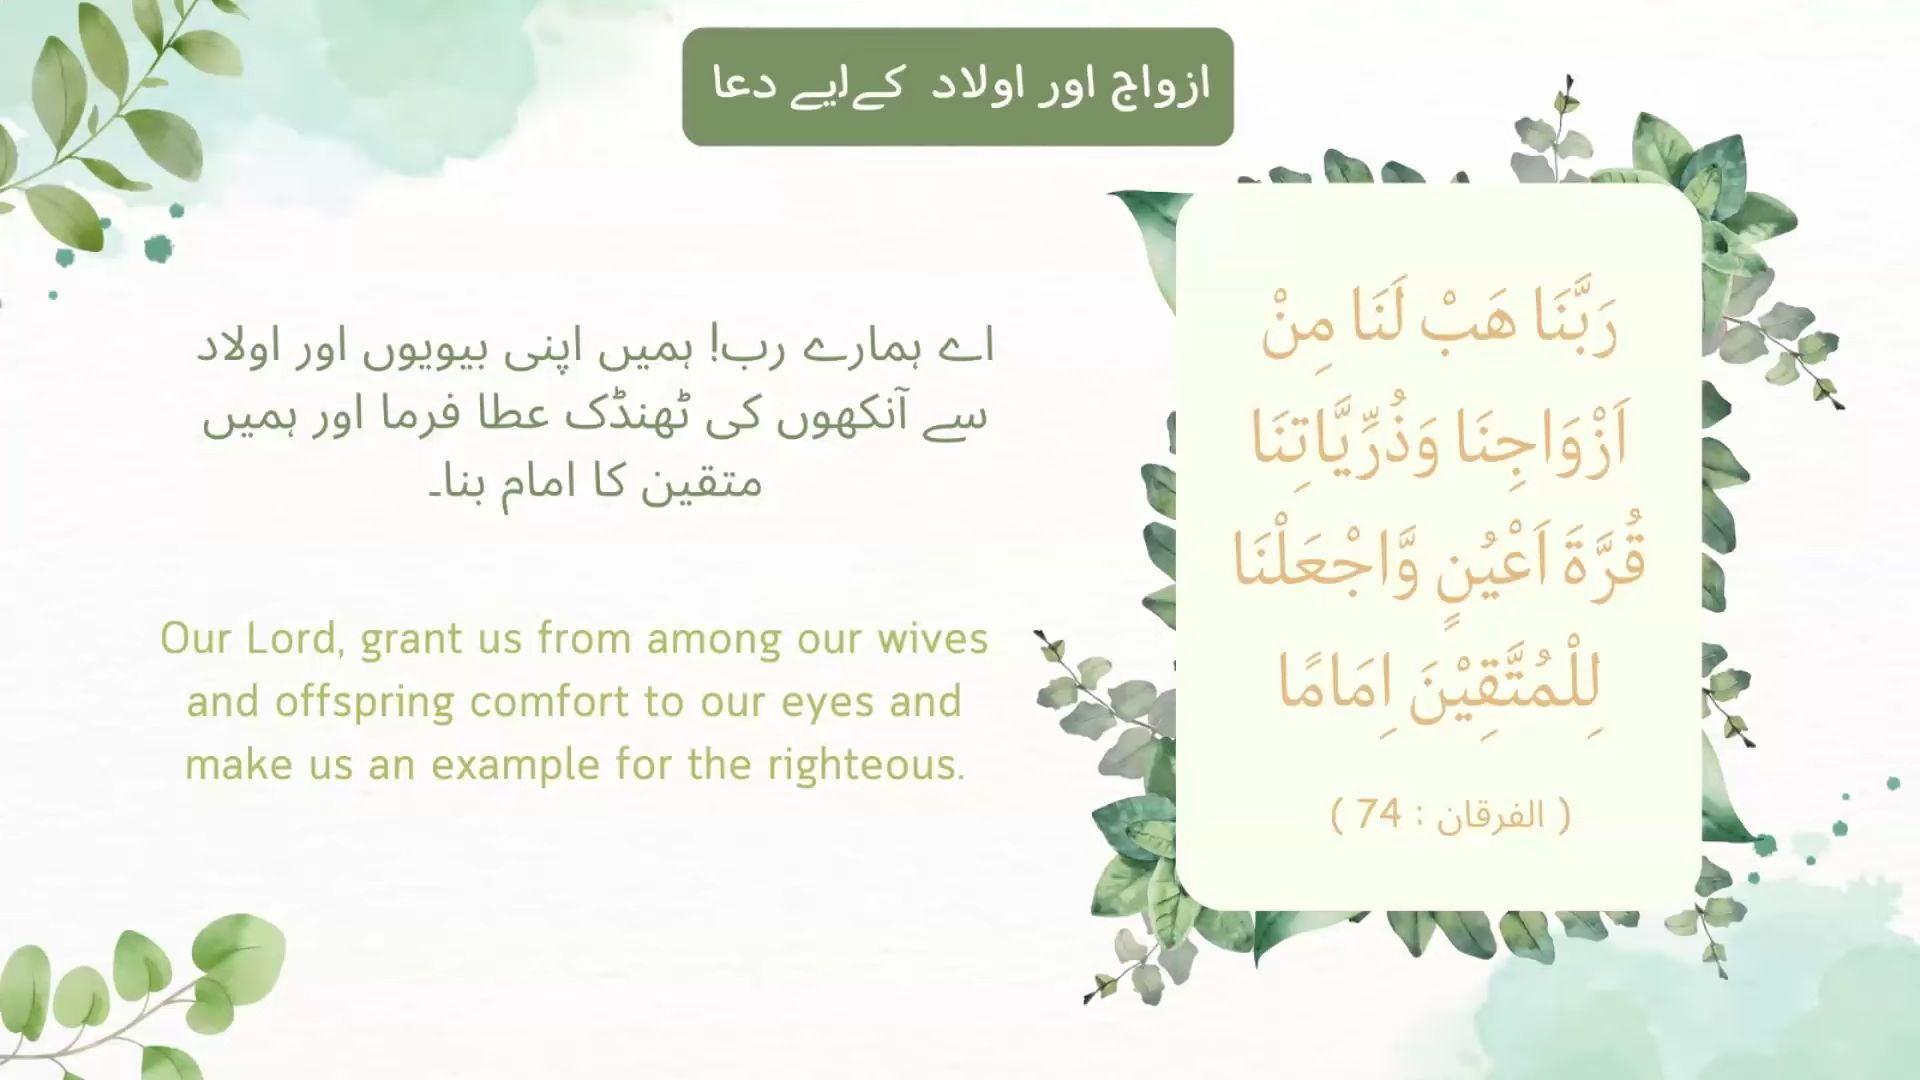 ازواج اور اولاد کےلیے دعا
اے ہمارے رب! ہمیں اپنی بیویوں اور اولاد
سے آنکھوں کی ٹھنڈک عطا فرما اور ہمیں
متقین کا امام بنا۔
Our Lord, grant us from among our wives
and offspring comfort to our eyes and
make us an example for the righteous.
رَبَّنَا هَبْ لَنَا مِنْ
اَزْوَاجِنَا وَذُرِّيَّاتِنَا
قُرَّةَ اَعْيُنٍ وَّاجْعَلْنَا
لِلْمُتَّقِيْنَ اِمَامًا
( الفرقان : 74 )